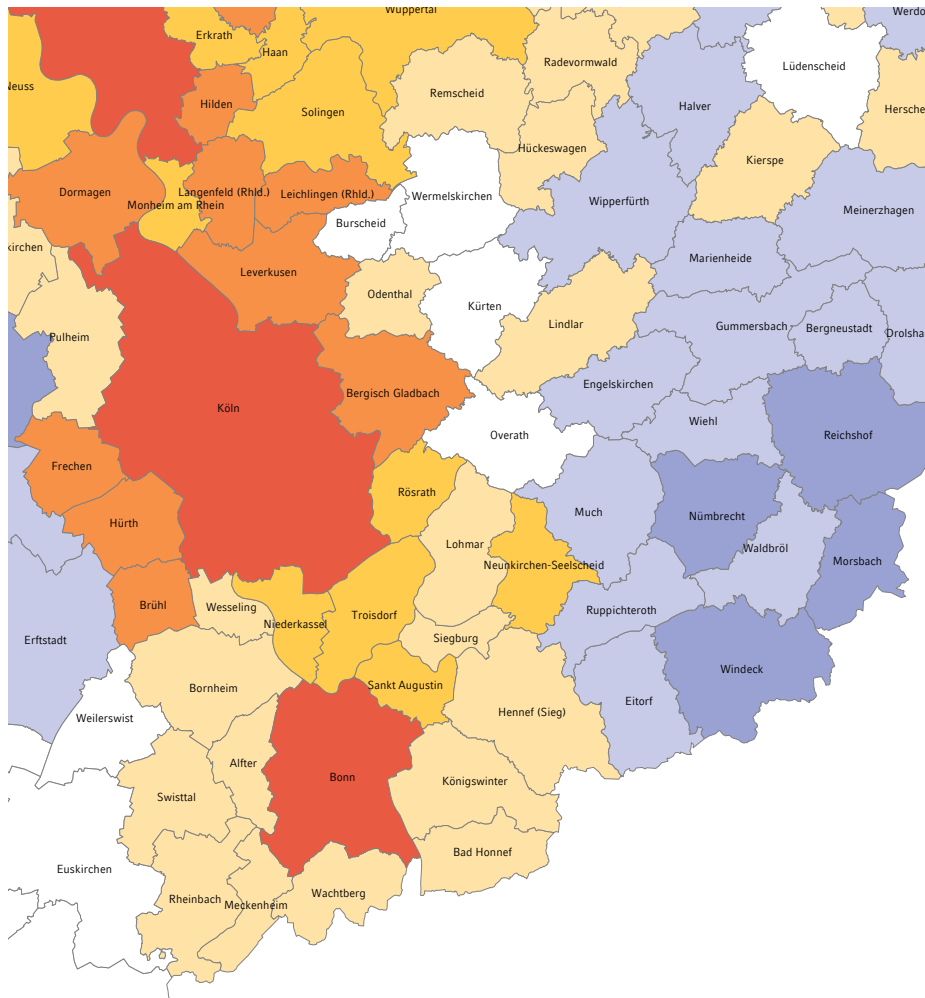 Wuppertal
Werdo
Erkrath
Haan
Radevormwald
Lüdenscheid
Neuss
Remscheid
Hilden
Halver
Solingen
Hersche
Hückeswagen
Kierspe
Dormagen
Langenfeld (Rhld.)
Leichlingen (Rhld.)
Wermelskirchen
Wipperfürth
Monheim am Rhein
Meinerzhagen
Burscheid
kirchen
Marienheide
Leverkusen
Odenthal
Kürten
Lindlar
Gummersbach
Bergneustadt
Drolsha
Pulheim
Engelskirchen
Bergisch Gladbach
Köln
Wiehl
Overath
Reichshof
Frechen
Rösrath
Much
Nümbrecht
Hürth
Lohmar
Waldbröl
Neunkirchen-Seelscheid
Morsbach
Brühl
Wesseling
Ruppichteroth
Troisdorf
Niederkassel
Erftstadt
Siegburg
Windeck
Sankt Augustin
Bornheim
Eitorf
Hennef (Sieg)
Weilerswist
Alfter
Bonn
Königswinter
Swisttal
Bad Honnef
Euskirchen
Wachtberg
Rheinbach
Meckenheim